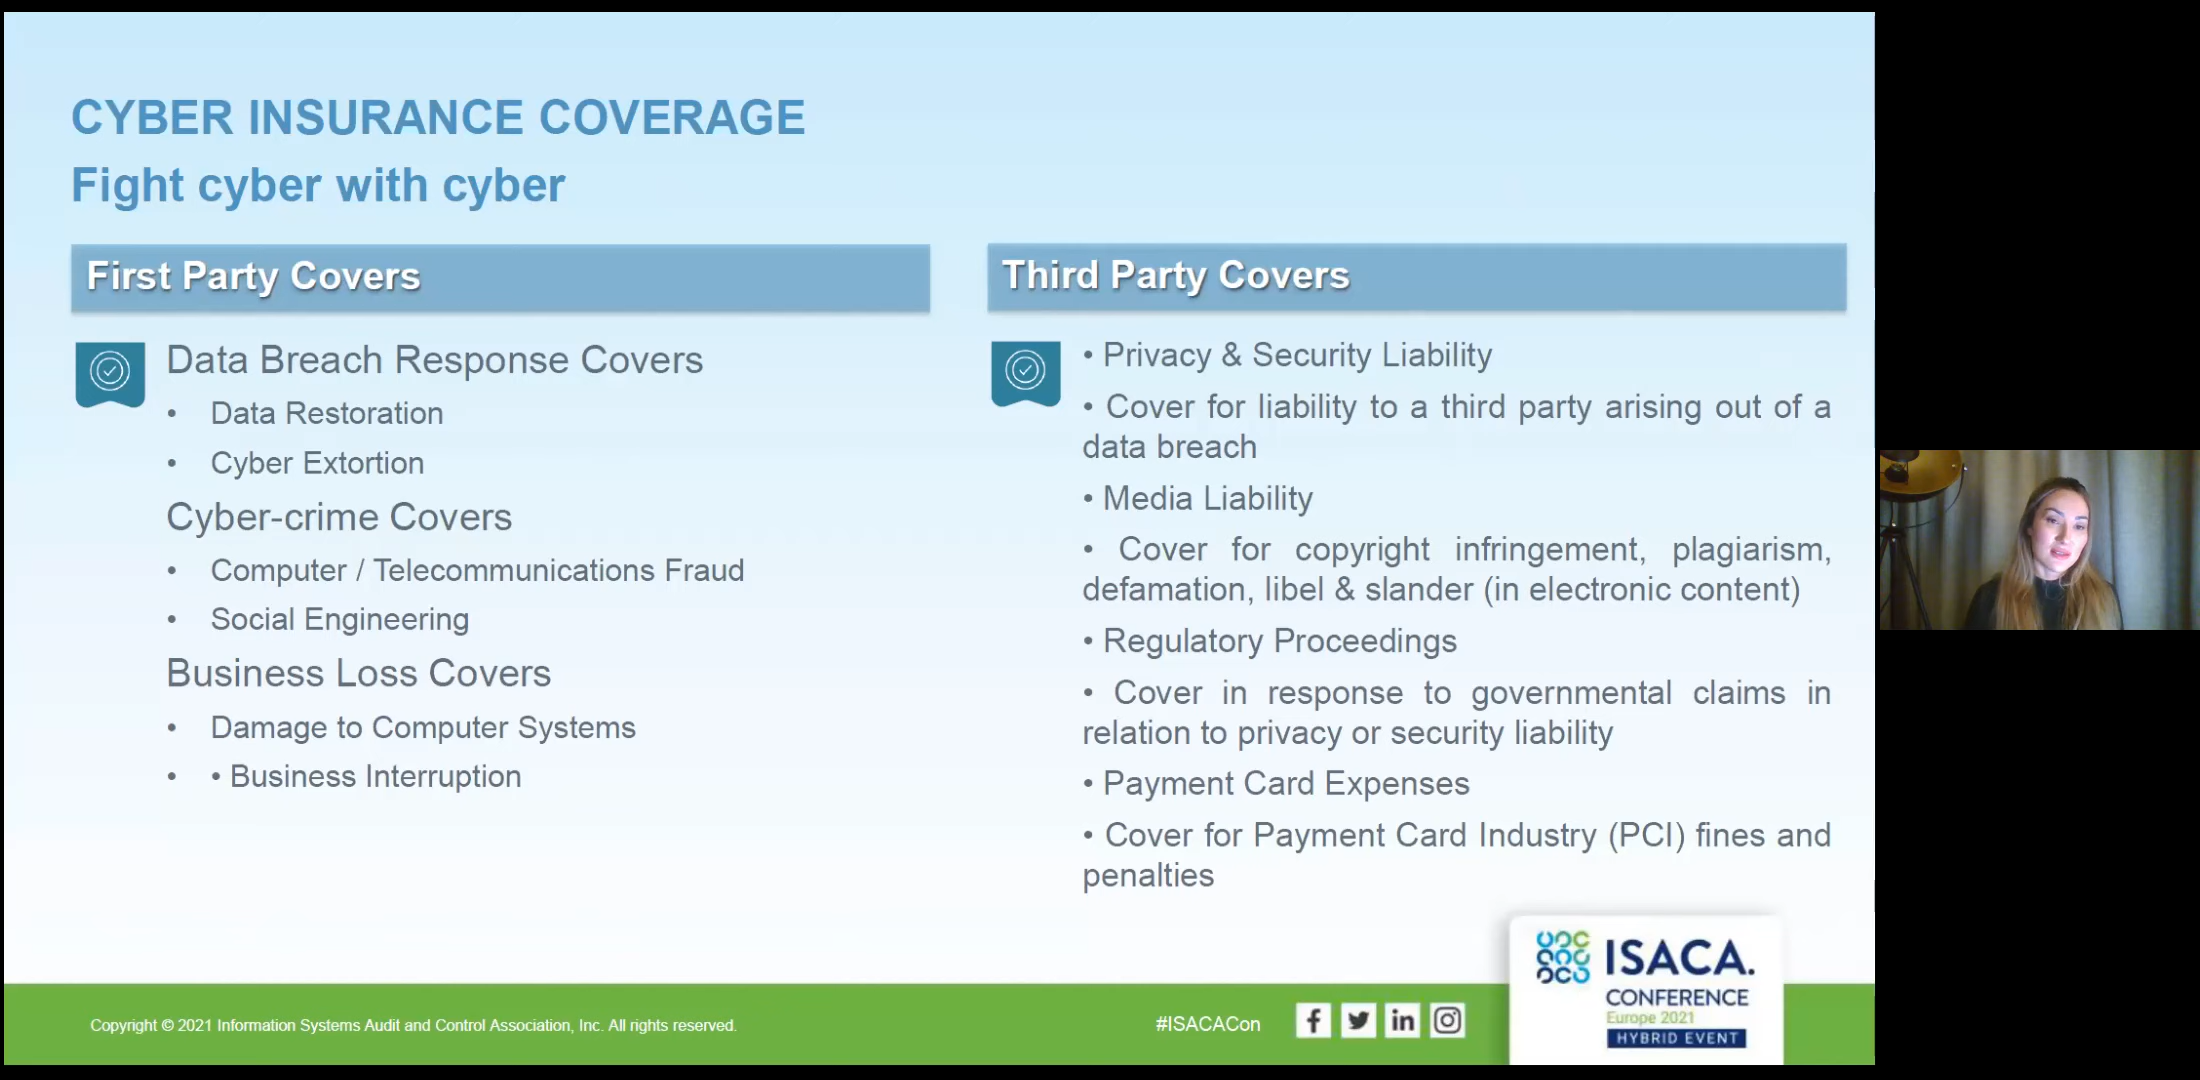 CYBER INSURANCE COVERAGE
Fight cyber with cyber
First Party Covers
Data Breach Response Covers
• Data Restoration
• Cyber Extortion
Cyber-crime Covers
• Computer / Telecommunications Fraud
• Social Engineering
Business Loss Covers
• Damage to Computer Systems
• • Business Interruption
Third Party Covers
• Privacy & Security Liability
• Cover for liability to a third party arising out of a
data breach
• Media Liability
• Cover for copyright infringement, plagiarism,
defamation, libel & slander (in electronic content)
• Regulatory Proceedings
• Cover in response to governmental claims in
relation to privacy or security liability
• Payment Card Expenses
• Cover for Payment Card Industry (PCI) fines and
penalties
Copyright © 2021 Information Systems Audit and Control Association, Inc. All rights reserved.
#ISACACon
ISACA.
CONFERENCE
Europe 2021
HYBRID EVENT